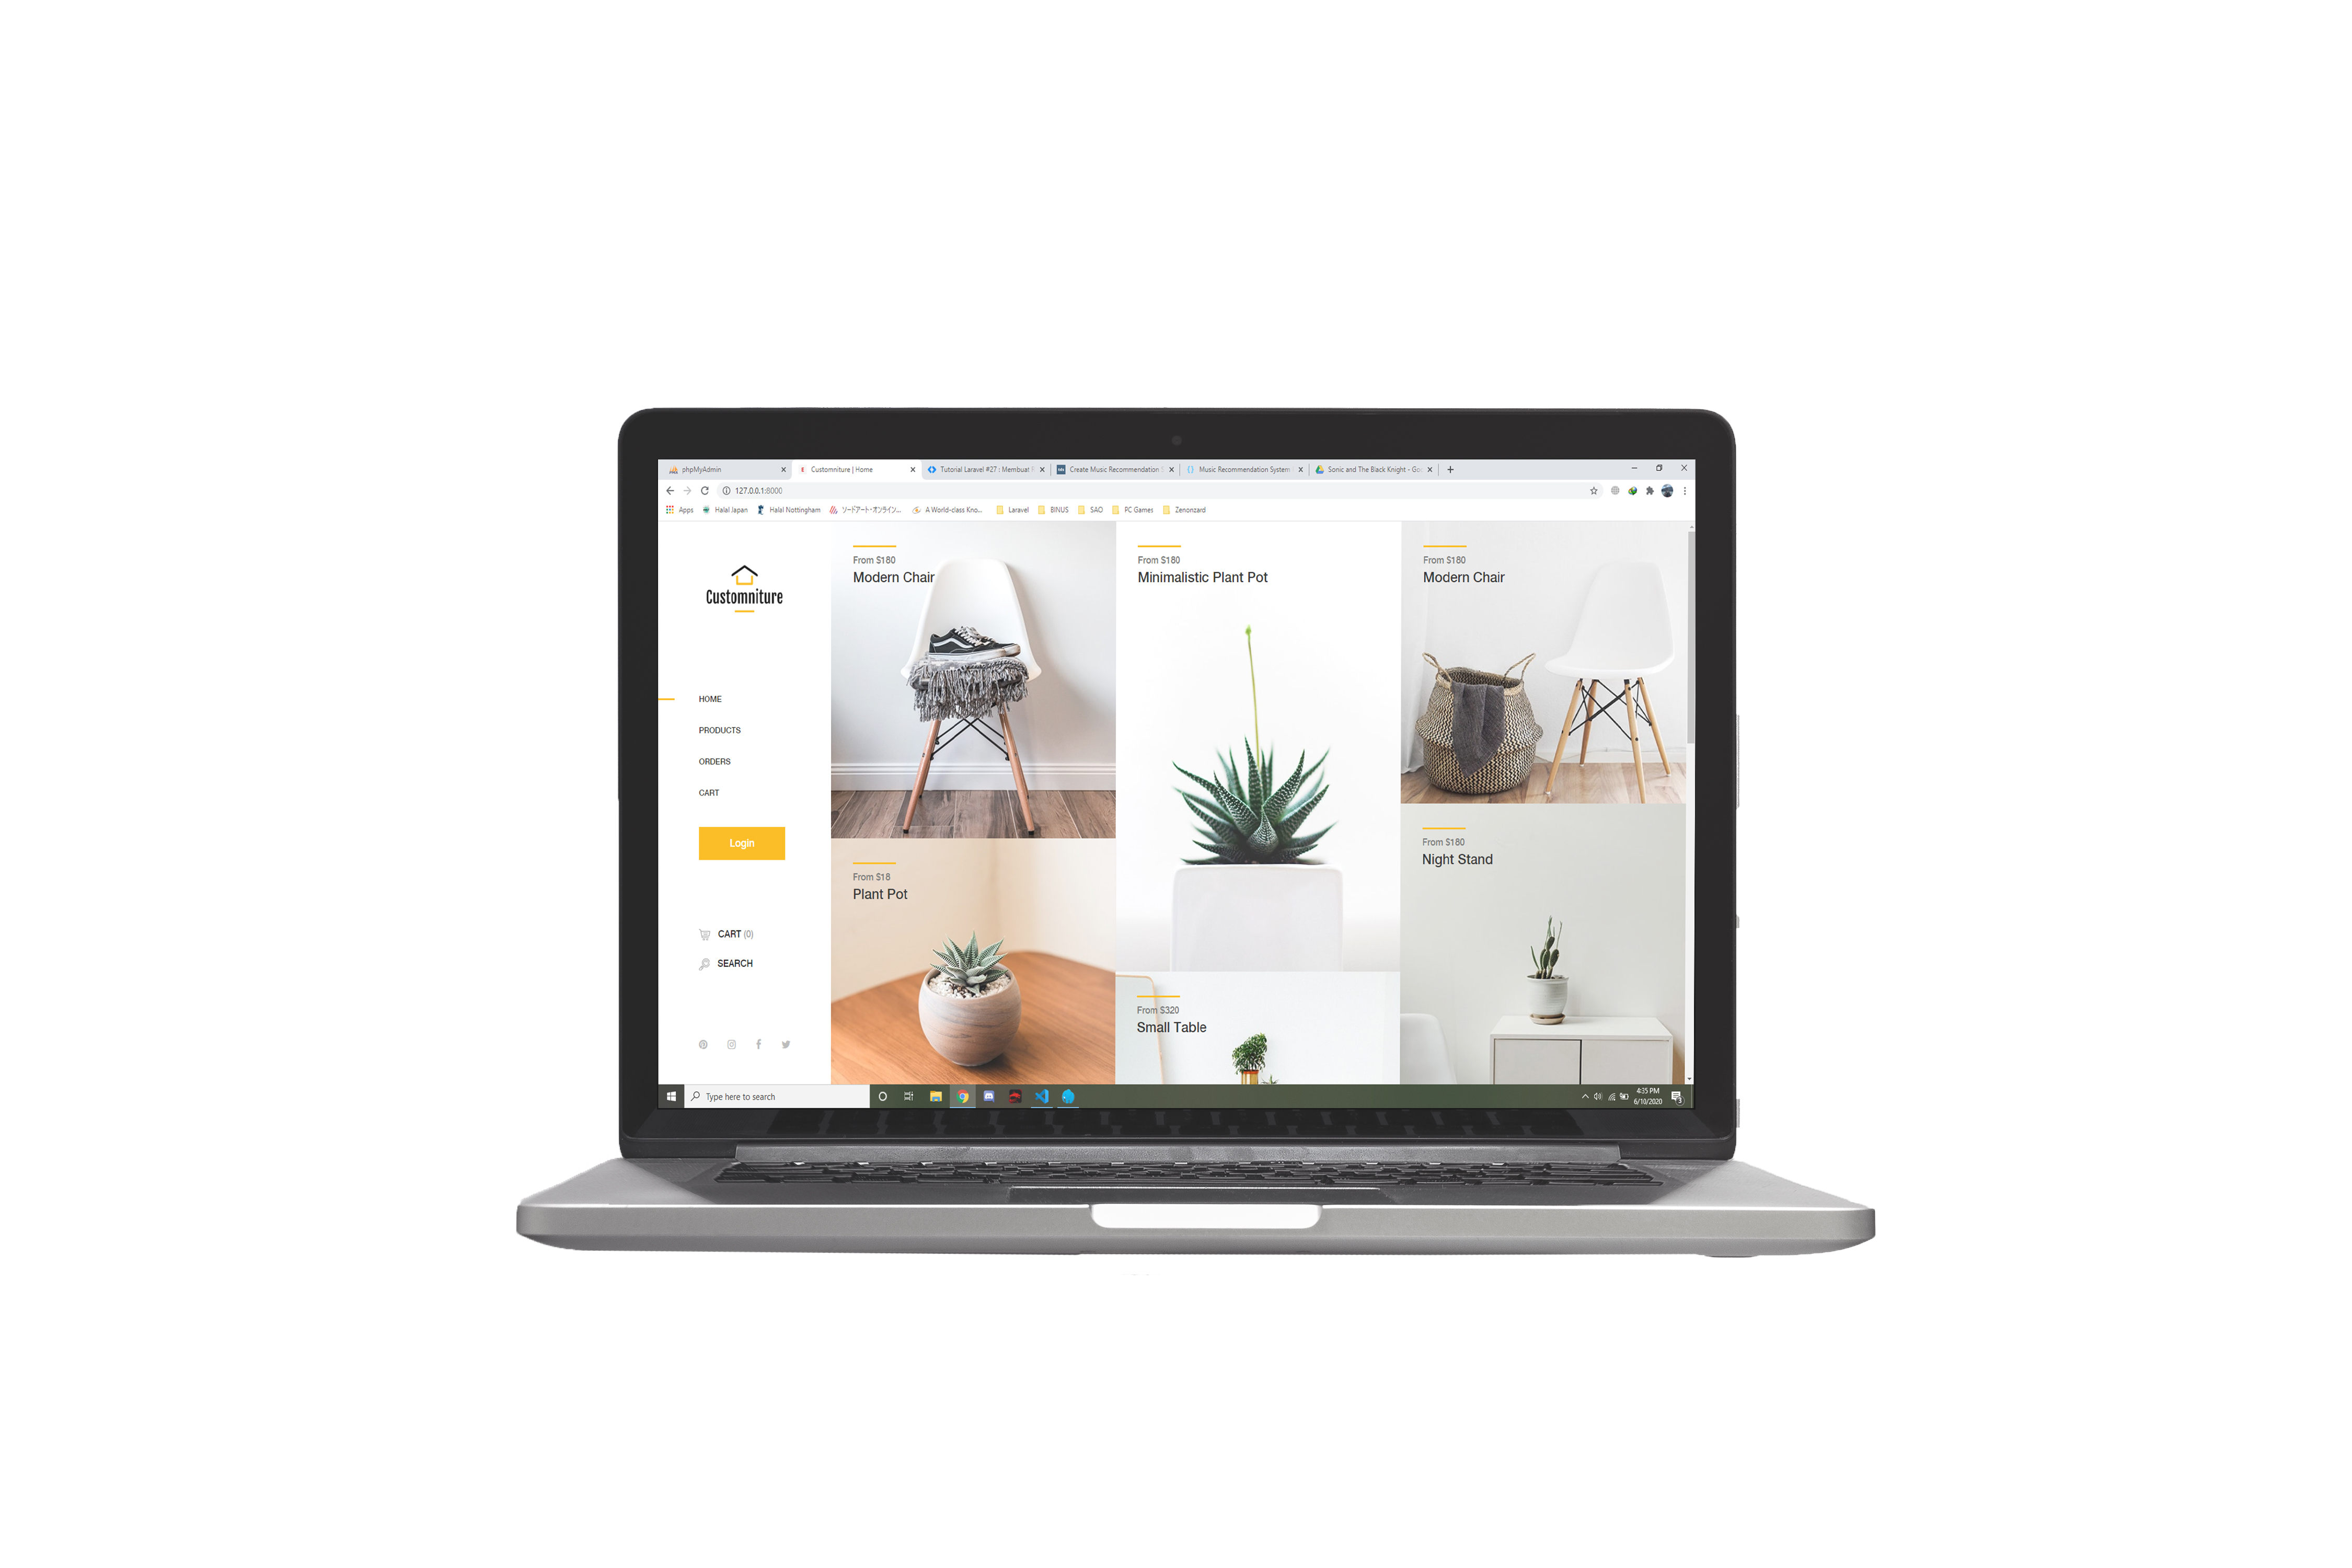 phpMyAdmin
Customniture | Home
Tutorial Laravel #27 : Membuat
Create Music Recommendation
Music Recommendation System
Sonic and The Black Knight - Goo
127.0.0.1:8000
Apps
Halal Japan
Halal Nottingham
ソードアート・オンライン...
A World-class Kno...
Laravel
BINUS
SAO
PC Games
Zenonzard
Customniture
HOME
PRODUCTS
ORDERS
CART
Login
CART (0)
SEARCH
From $180
Modern Chair
From $18
Plant Pot
From $180
Minimalistic Plant Pot
From $320
Small Table
From $180
Modern Chair
From $180
Night Stand
Type here to search
4:35 PM
6/10/2020
3